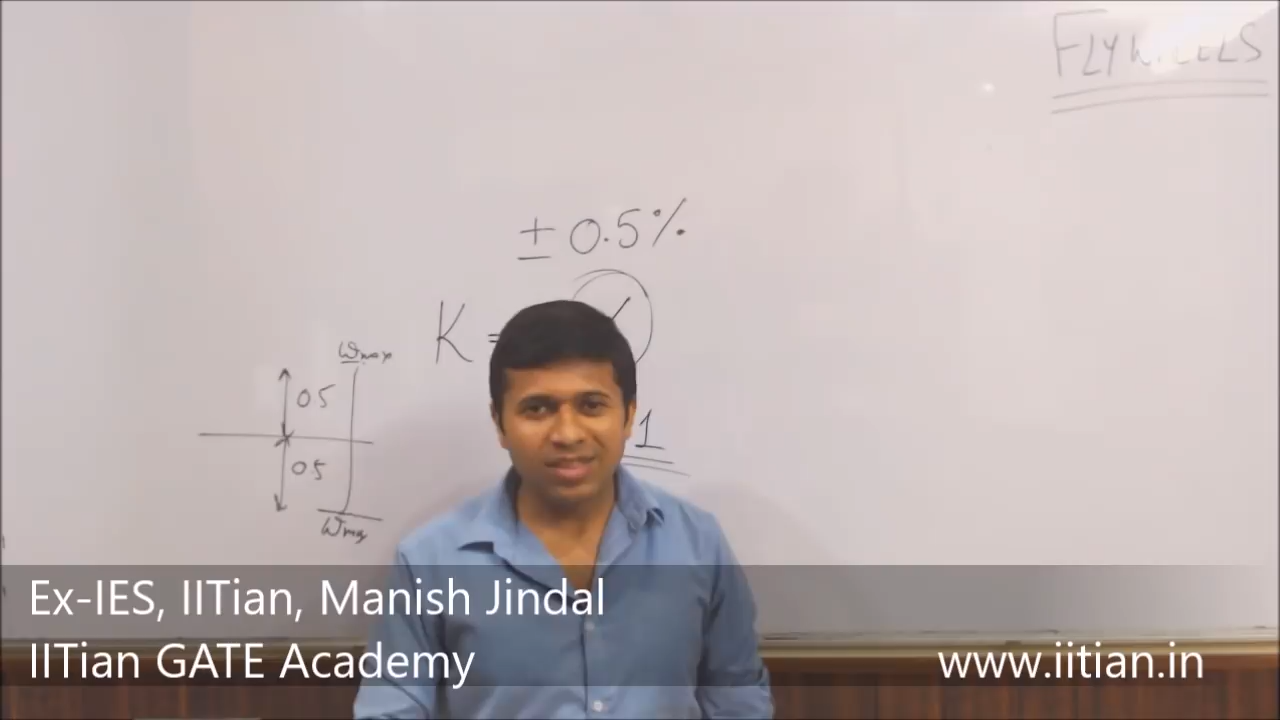 FLYWHEELS
± 0.5%
K =
ωmax
0.5
1
0.5
ωmin
Ex-IES, IITian, Manish Jindal
IITian GATE Academy
www.iitian.in